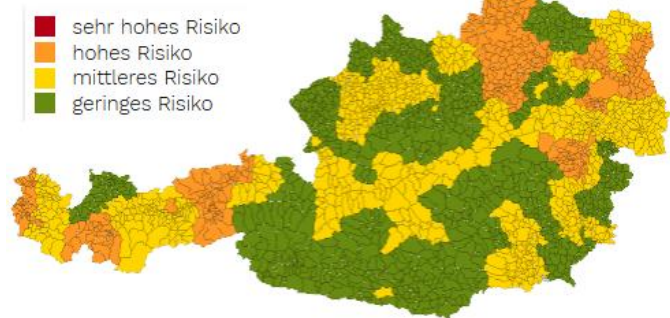 sehr hohes Risiko
hohes Risiko
mittleres Risiko
geringes Risiko